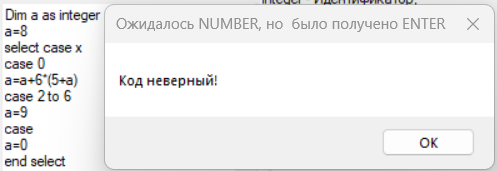 Dim a as integer
a=8
select case x
case 0
a=a+6*(5+a)
case 2 to 6
a=9
case
a=0
end select
Ожидалось NUMBER, но было получено ENTER
Код неверный!
OK